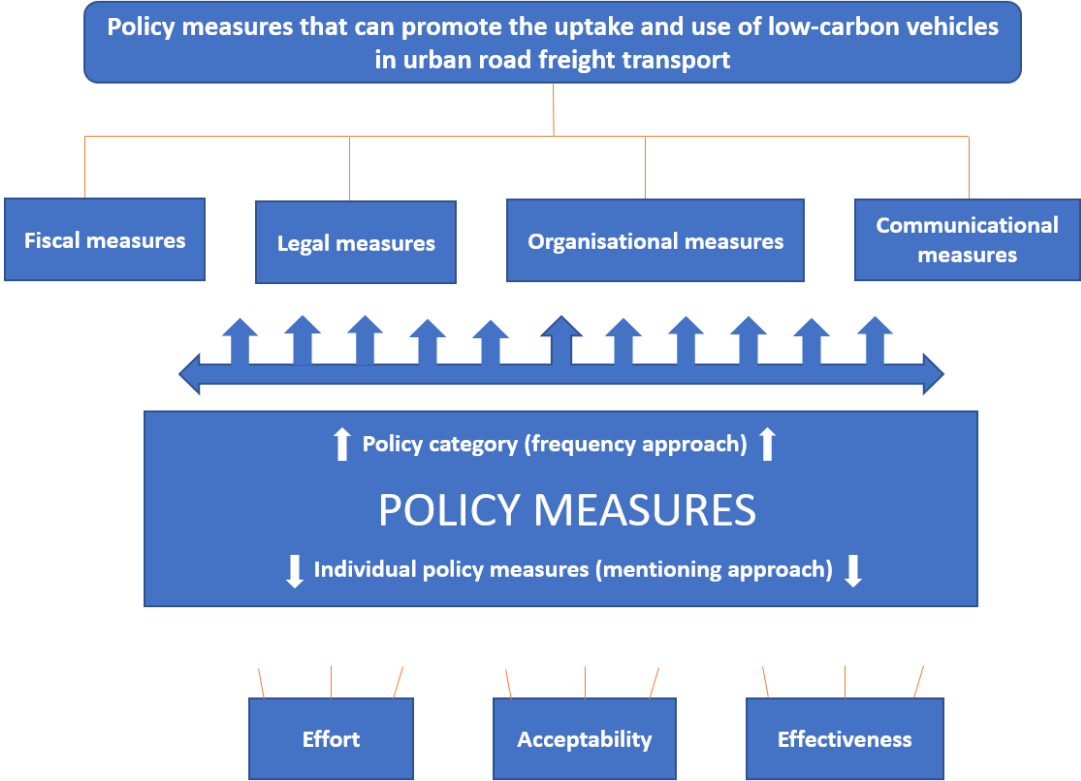 Policy measures that can promote the uptake and use of low-carbon vehicles
in urban road freight transport
Fiscal measures
Legal measures
Organisational measures
Communicational
measures
Policy category (frequency approach)
POLICY MEASURES
Individual policy measures (mentioning approach)
Effort
Acceptability
Effectiveness